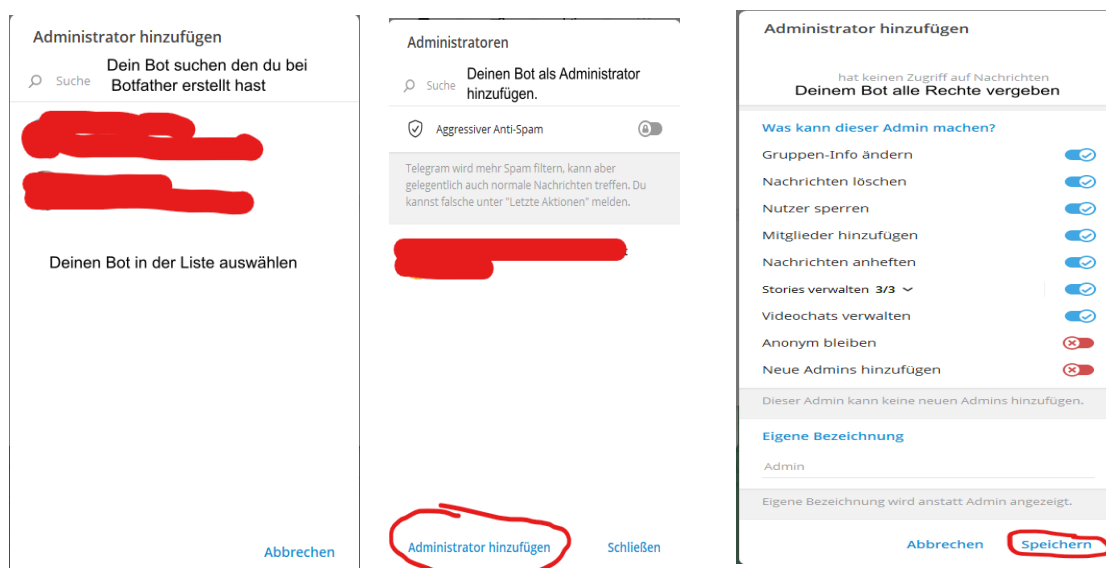 Administrator hinzufügen
Suche
Dein Bot suchen den du bei
Botfather erstellt hast
Deinen Bot in der Liste auswählen
Abbrechen
Administratoren
Suche
Deinen Bot als Administrator
hinzufügen.
Aggressiver Anti-Spam
Telegram wird mehr Spam filtern, kann aber
gelegentlich auch normale Nachrichten treffen. Du
kannst falsche unter "Letzte Aktionen" melden.
Administrator hinzufügen
Schließen
Administrator hinzufügen
hat keinen Zugriff auf Nachrichten
Deinem Bot alle Rechte vergeben
Was kann dieser Admin machen?
Gruppen-Info ändern
Nachrichten löschen
Nutzer sperren
Mitglieder hinzufügen
Nachrichten anheften
Stories verwalten 3/3
Videochats verwalten
Anonym bleiben
Neue Admins hinzufügen
Dieser Admin kann keine neuen Admins hinzufügen.
Eigene Bezeichnung
Admin
Eigene Bezeichnung wird anstatt Admin angezeigt.
Abbrechen
Speichern